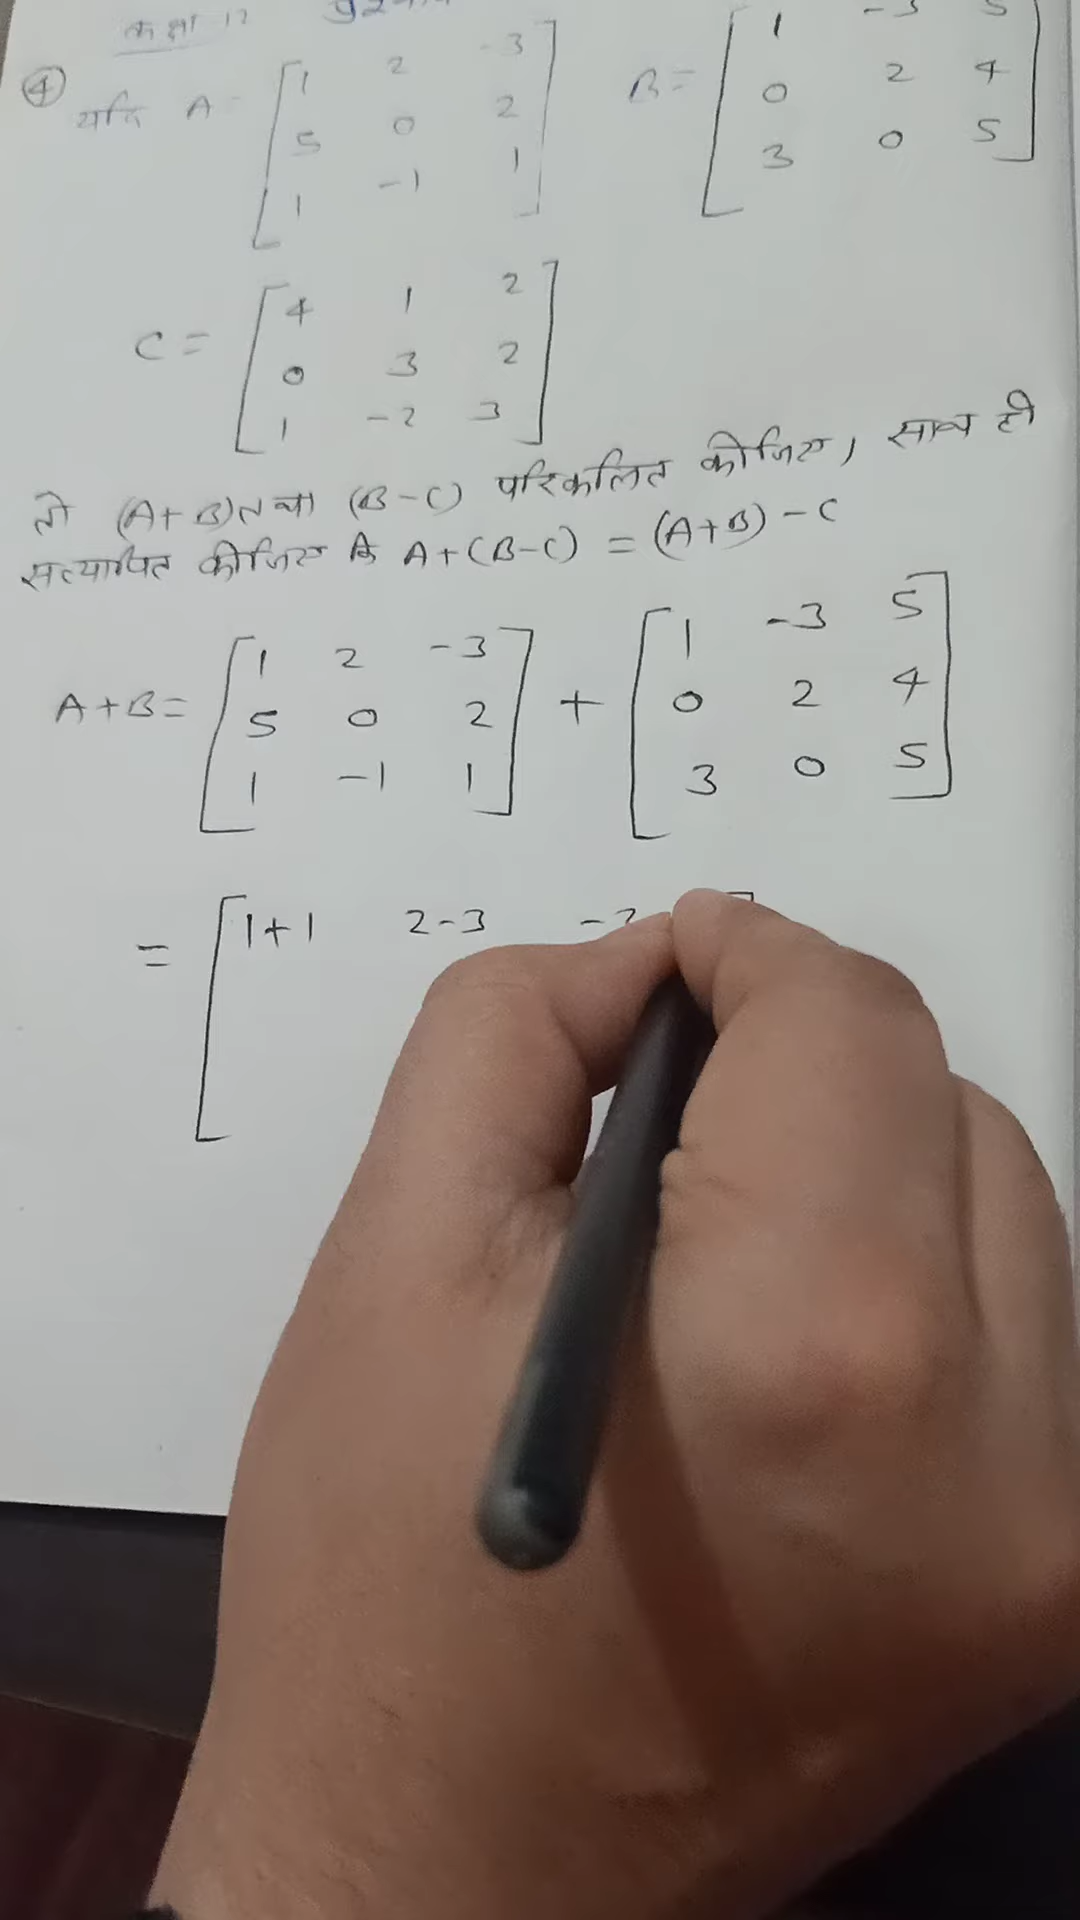 कक्षा 12
④ यदि A = [1 2 -3
5 0 2
1 -1 1]
B = [1 -3 5
0 2 4
3 0 5]
C = [4 1 2
0 3 2
1 -2 3]
तो (A+B) तथा (B-C) परिकलित कीजिए, साथ ही
सत्यापित कीजिए कि A+(B-C) = (A+B)-C
A+B = [1 2 -3
5 0 2
1 -1 1] + [1 -3 5
0 2 4
3 0 5]
= [1+1 2-3